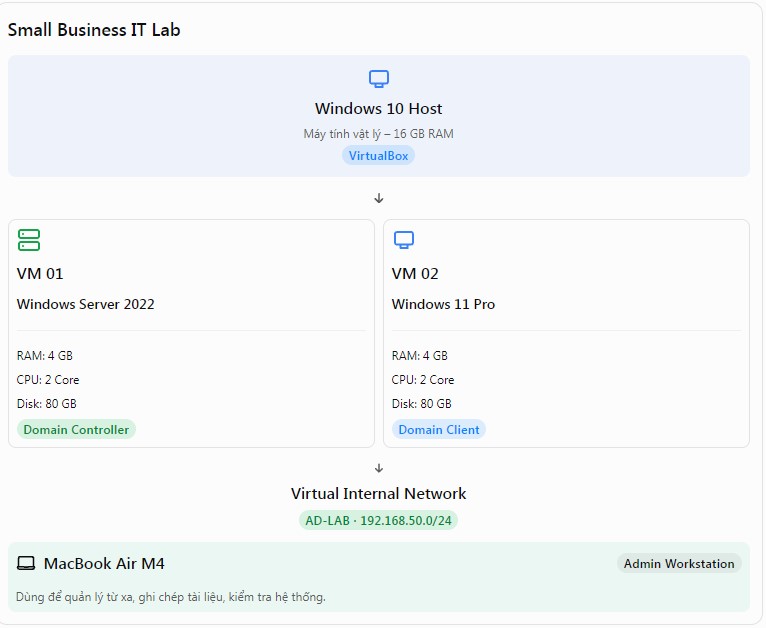 Small Business IT Lab
Windows 10 Host
Máy tính vật lý – 16 GB RAM
VirtualBox
VM 01
Windows Server 2022
RAM: 4 GB
CPU: 2 Core
Disk: 80 GB
Domain Controller
VM 02
Windows 11 Pro
RAM: 4 GB
CPU: 2 Core
Disk: 80 GB
Domain Client
Virtual Internal Network
AD-LAB · 192.168.50.0/24
MacBook Air M4
Admin Workstation
Dùng để quản lý từ xa, ghi chép tài liệu, kiểm tra hệ thống.